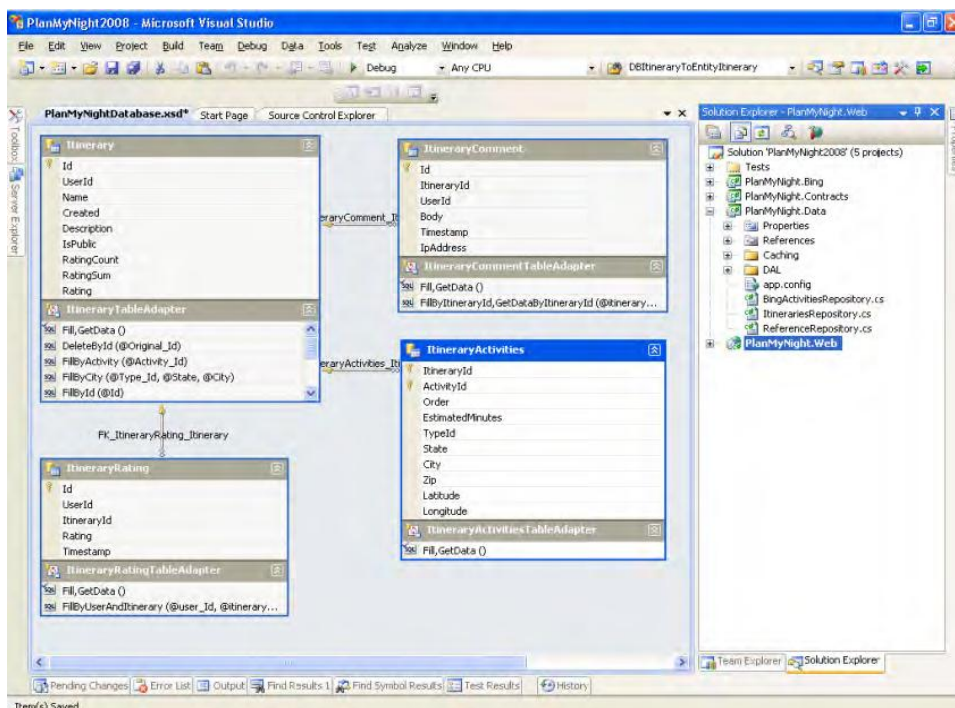 PlanMyNight2008 - Microsoft Visual Studio
File Edit View Project Build Team Debug Data Tools Test Analyze Window Help
Debug Any CPU DBItineraryToEntityItinerary
PlanMyNightDatabase.xsd* Start Page Source Control Explorer
Toolbox
Server Explorer
Itinerary
Id
UserId
Name
Created
Description
IsPublic
RatingCount
RatingSum
Rating
ItineraryTableAdapter
Fill,GetData ()
DeleteById (@Original_Id)
FillByActivity (@Activity_Id)
FillByCity (@Type_Id, @State, @City)
FillById (@Id)
FK_ItineraryRating_Itinerary
ItineraryRating
Id
UserId
ItineraryId
Rating
Timestamp
ItineraryRatingTableAdapter
Fill,GetData ()
FillByUserAndItinerary (@user_Id, @itinerary...
eraryComment_It
eraryActivities_It
ItineraryComment
Id
ItineraryId
UserId
Body
Timestamp
IpAddress
ItineraryCommentTableAdapter
Fill,GetData ()
FillByItineraryId,GetDataByItineraryId (@itinerary...
ItineraryActivities
ItineraryId
ActivityId
Order
EstimatedMinutes
TypeId
State
City
Zip
Latitude
Longitude
ItineraryActivitiesTableAdapter
Fill,GetData ()
Solution Explorer - PlanMyNight.Web
Solution 'PlanMyNight2008' (5 projects)
Tests
PlanMyNight.Bing
PlanMyNight.Contracts
PlanMyNight.Data
Properties
References
Caching
DAL
app.config
BingActivitiesRepository.cs
ItinerariesRepository.cs
ReferenceRepository.cs
PlanMyNight.Web
Team Explorer Solution Explorer
Properties
Pending Changes Error List Output Find Results 1 Find Symbol Results Test Results History
Item(s) Saved